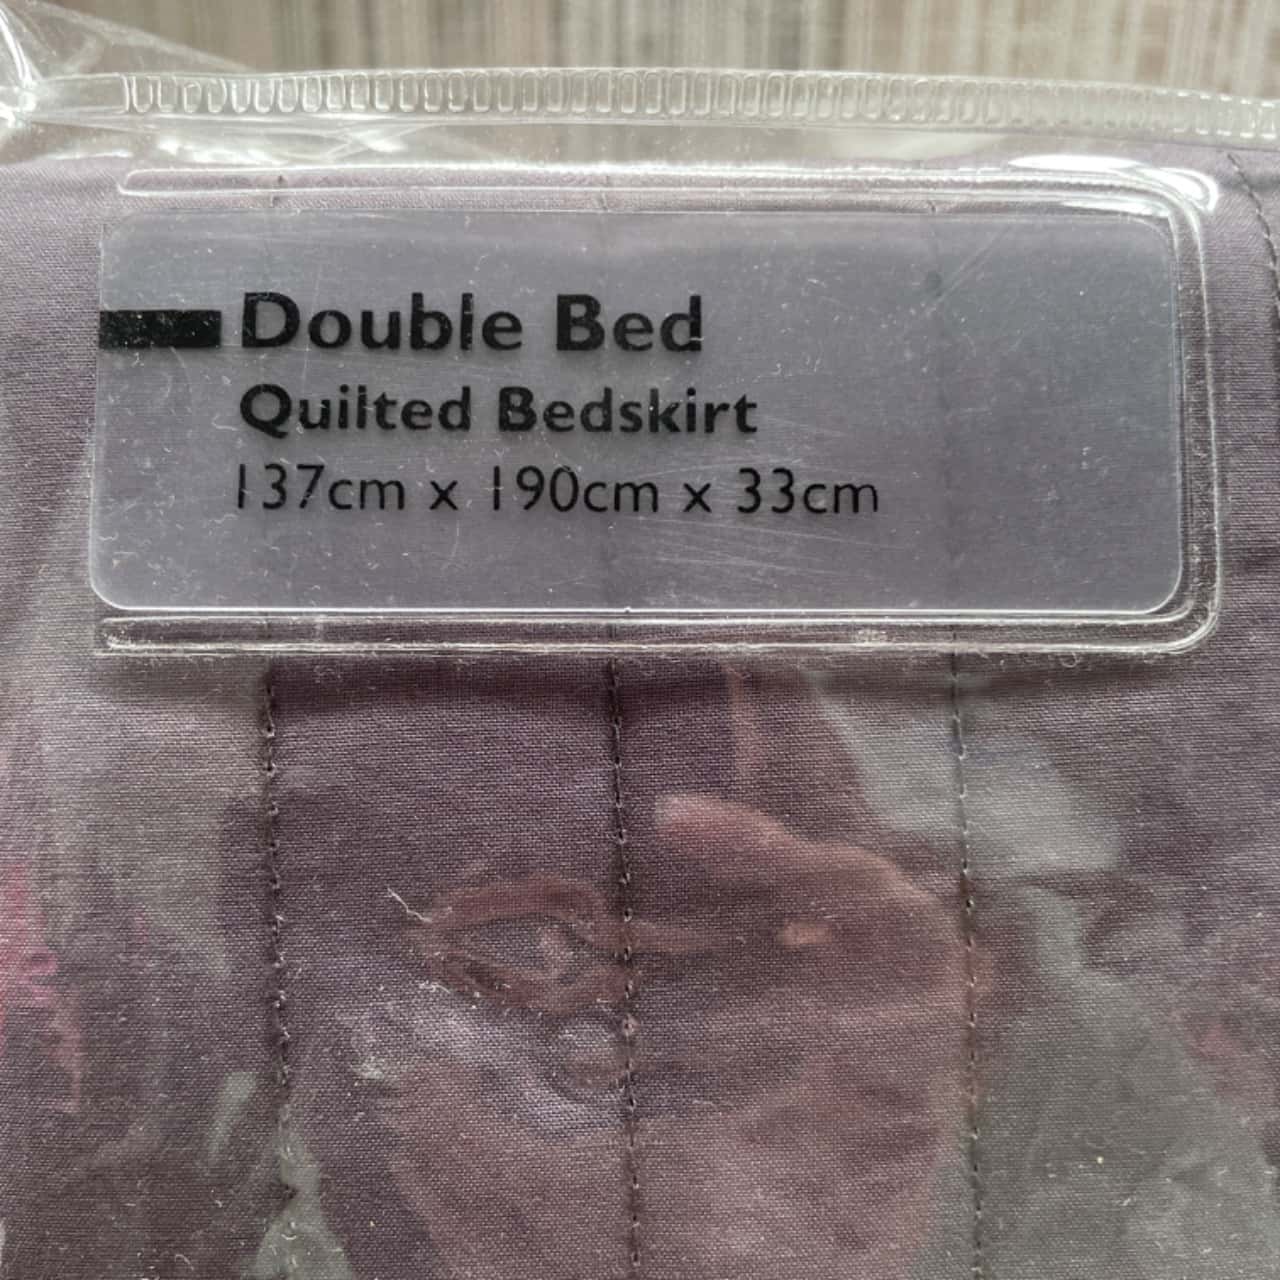 Double Bed
Quilted Bedskirt
137cm x 190cm x 33cm